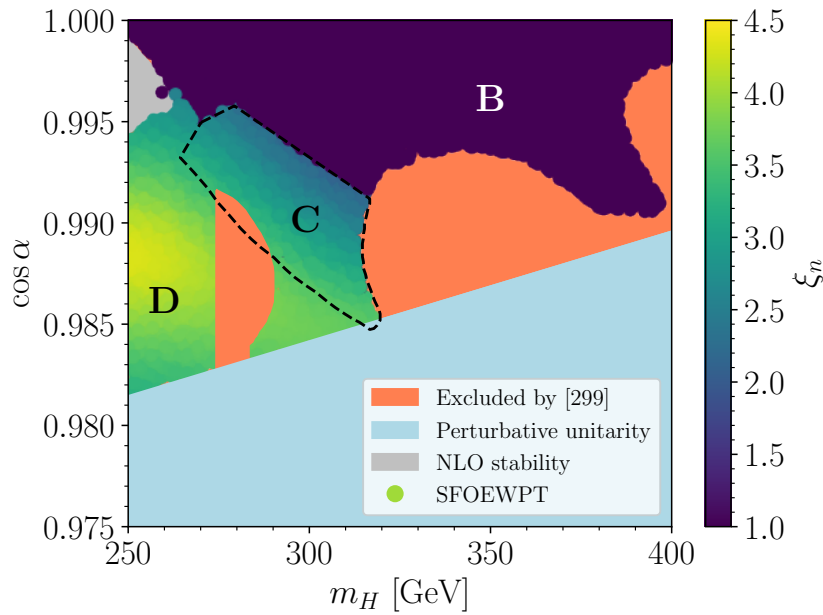 1.000
0.995
0.990
0.985
0.980
0.975
cos α
250
300
350
400
m_H [GeV]
B
C
D
Excluded by [299]
Perturbative unitarity
NLO stability
SFOEWPT
4.5
4.0
3.5
3.0
2.5
2.0
1.5
1.0
ξ_n